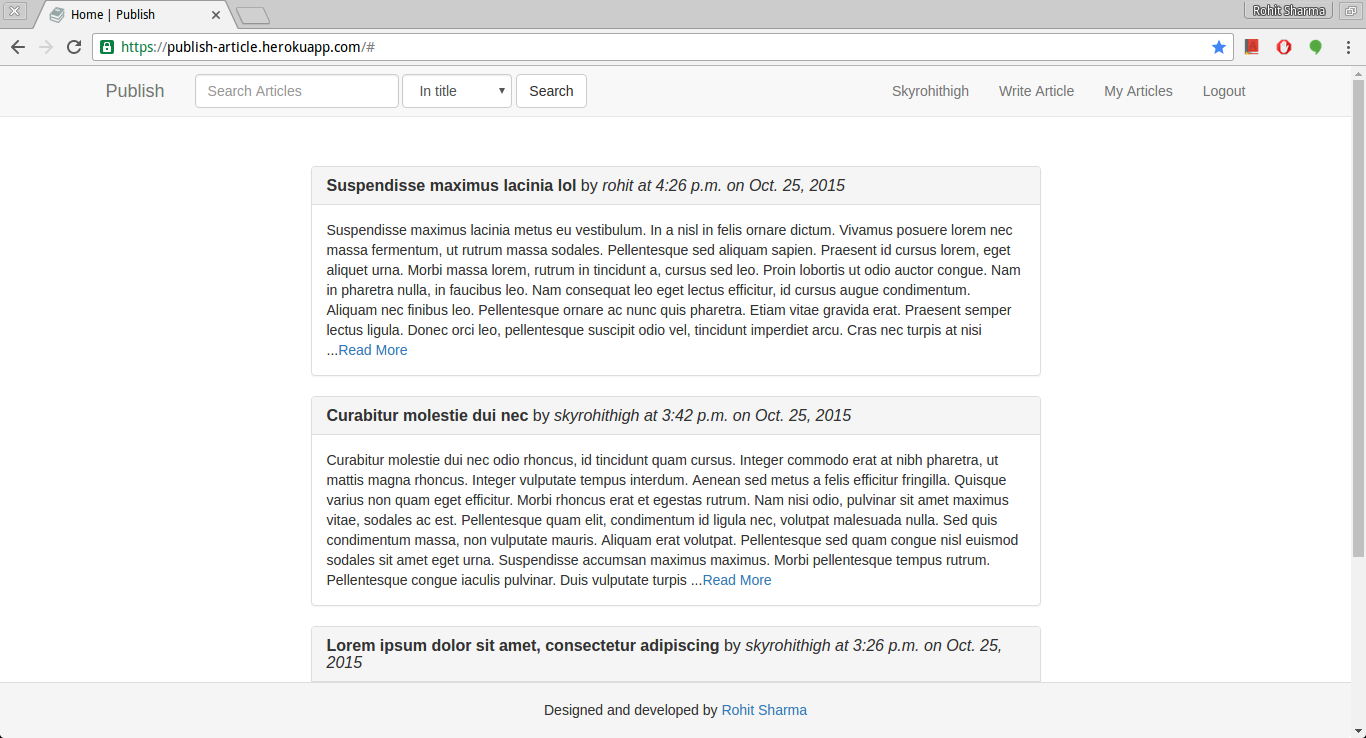 Home | Publish
Rohit Sharma
https://publish-article.herokuapp.com/#
Publish
Search Articles
In title
Search
Skyrohithigh
Write Article
My Articles
Logout
Suspendisse maximus lacinia lol by rohit at 4:26 p.m. on Oct. 25, 2015
Suspendisse maximus lacinia metus eu vestibulum. In a nisl in felis ornare dictum. Vivamus posuere lorem nec
massa fermentum, ut rutrum massa sodales. Pellentesque sed aliquam sapien. Praesent id cursus lorem, eget
aliquet urna. Morbi massa lorem, rutrum in tincidunt a, cursus sed leo. Proin lobortis ut odio auctor congue. Nam
in pharetra nulla, in faucibus leo. Nam consequat leo eget lectus efficitur, id cursus augue condimentum.
Aliquam nec finibus leo. Pellentesque ornare ac nunc quis pharetra. Etiam vitae gravida erat. Praesent semper
lectus ligula. Donec orci leo, pellentesque suscipit odio vel, tincidunt imperdiet arcu. Cras nec turpis at nisi
...Read More
Curabitur molestie dui nec by skyrohithigh at 3:42 p.m. on Oct. 25, 2015
Curabitur molestie dui nec odio rhoncus, id tincidunt quam cursus. Integer commodo erat at nibh pharetra, ut
mattis magna rhoncus. Integer vulputate tempus interdum. Aenean sed metus a felis efficitur fringilla. Quisque
varius non quam eget efficitur. Morbi rhoncus erat et egestas rutrum. Nam nisi odio, pulvinar sit amet maximus
vitae, sodales ac est. Pellentesque quam elit, condimentum id ligula nec, volutpat malesuada nulla. Sed quis
condimentum massa, non vulputate mauris. Aliquam erat volutpat. Pellentesque sed quam congue nisl euismod
sodales sit amet eget urna. Suspendisse accumsan maximus maximus. Morbi pellentesque tempus rutrum.
Pellentesque congue iaculis pulvinar. Duis vulputate turpis ...Read More
Lorem ipsum dolor sit amet, consectetur adipiscing by skyrohithigh at 3:26 p.m. on Oct. 25,
2015
Designed and developed by Rohit Sharma